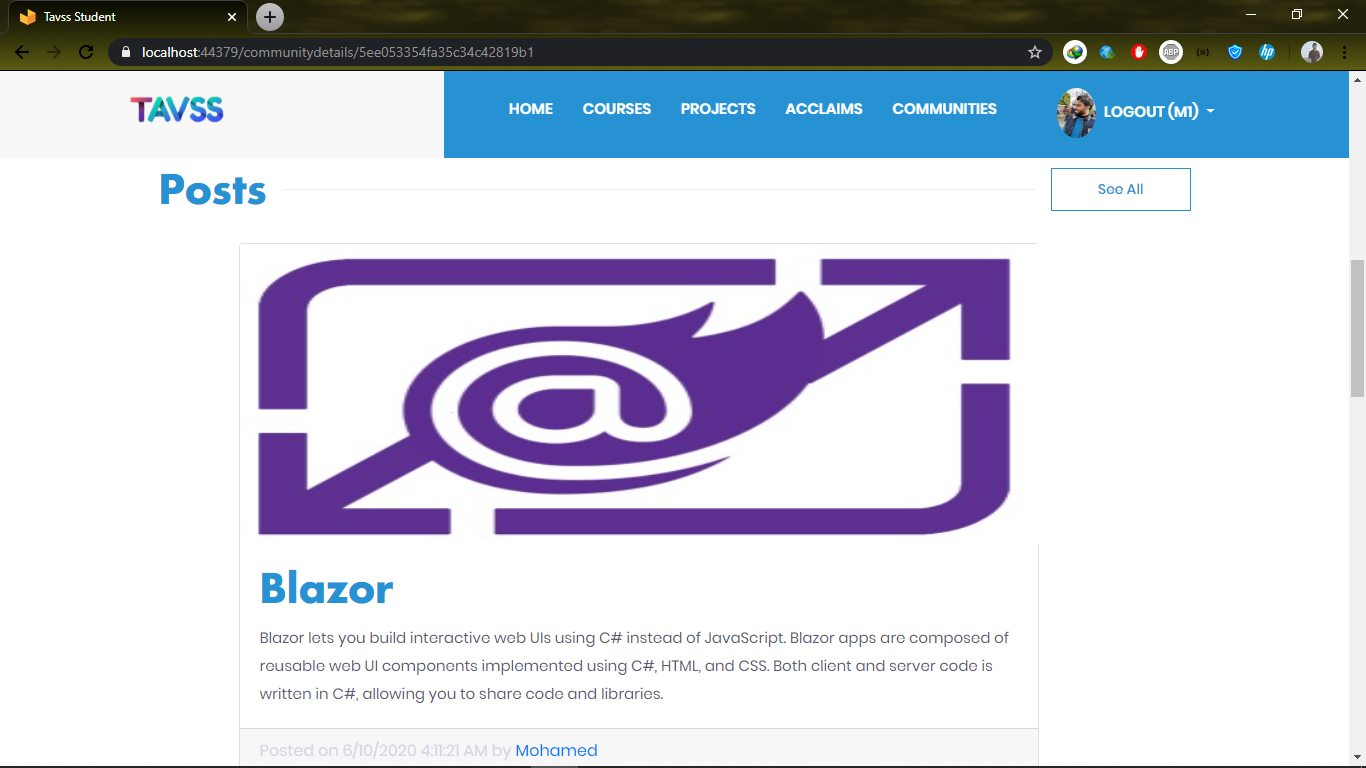 Tavss Student
localhost:44379/communitydetails/5ee053354fa35c34c42819b1
ABP
hp
TAVSS
HOME COURSES PROJECTS ACCLAIMS COMMUNITIES LOGOUT (M1)
Posts
See All
@
Blazor
Blazor lets you build interactive web UIs using C# instead of JavaScript. Blazor apps are composed of
reusable web UI components implemented using C#, HTML, and CSS. Both client and server code is
written in C#, allowing you to share code and libraries.
Posted on 6/10/2020 4:11:21 AM by Mohamed